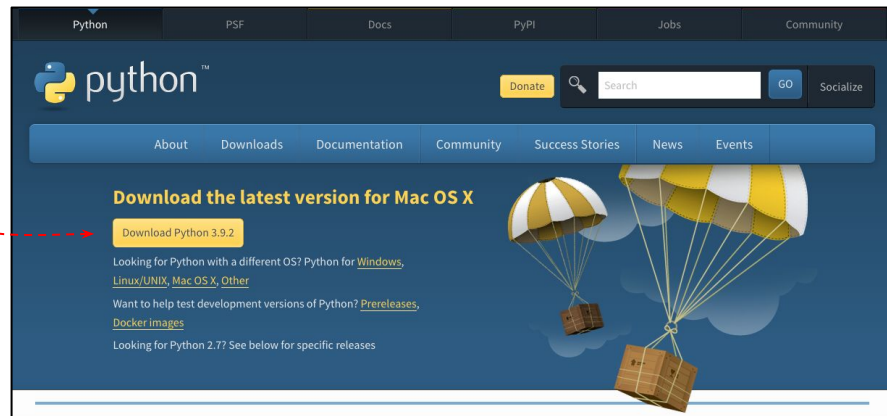 Python PSF Docs PyPI Jobs Community
python™
Donate Search GO Socialize
About Downloads Documentation Community Success Stories News Events
Download the latest version for Mac OS X
Download Python 3.9.2
Looking for Python with a different OS? Python for Windows,
Linux/UNIX, Mac OS X, Other
Want to help test development versions of Python? Prereleases,
Docker images
Looking for Python 2.7? See below for specific releases